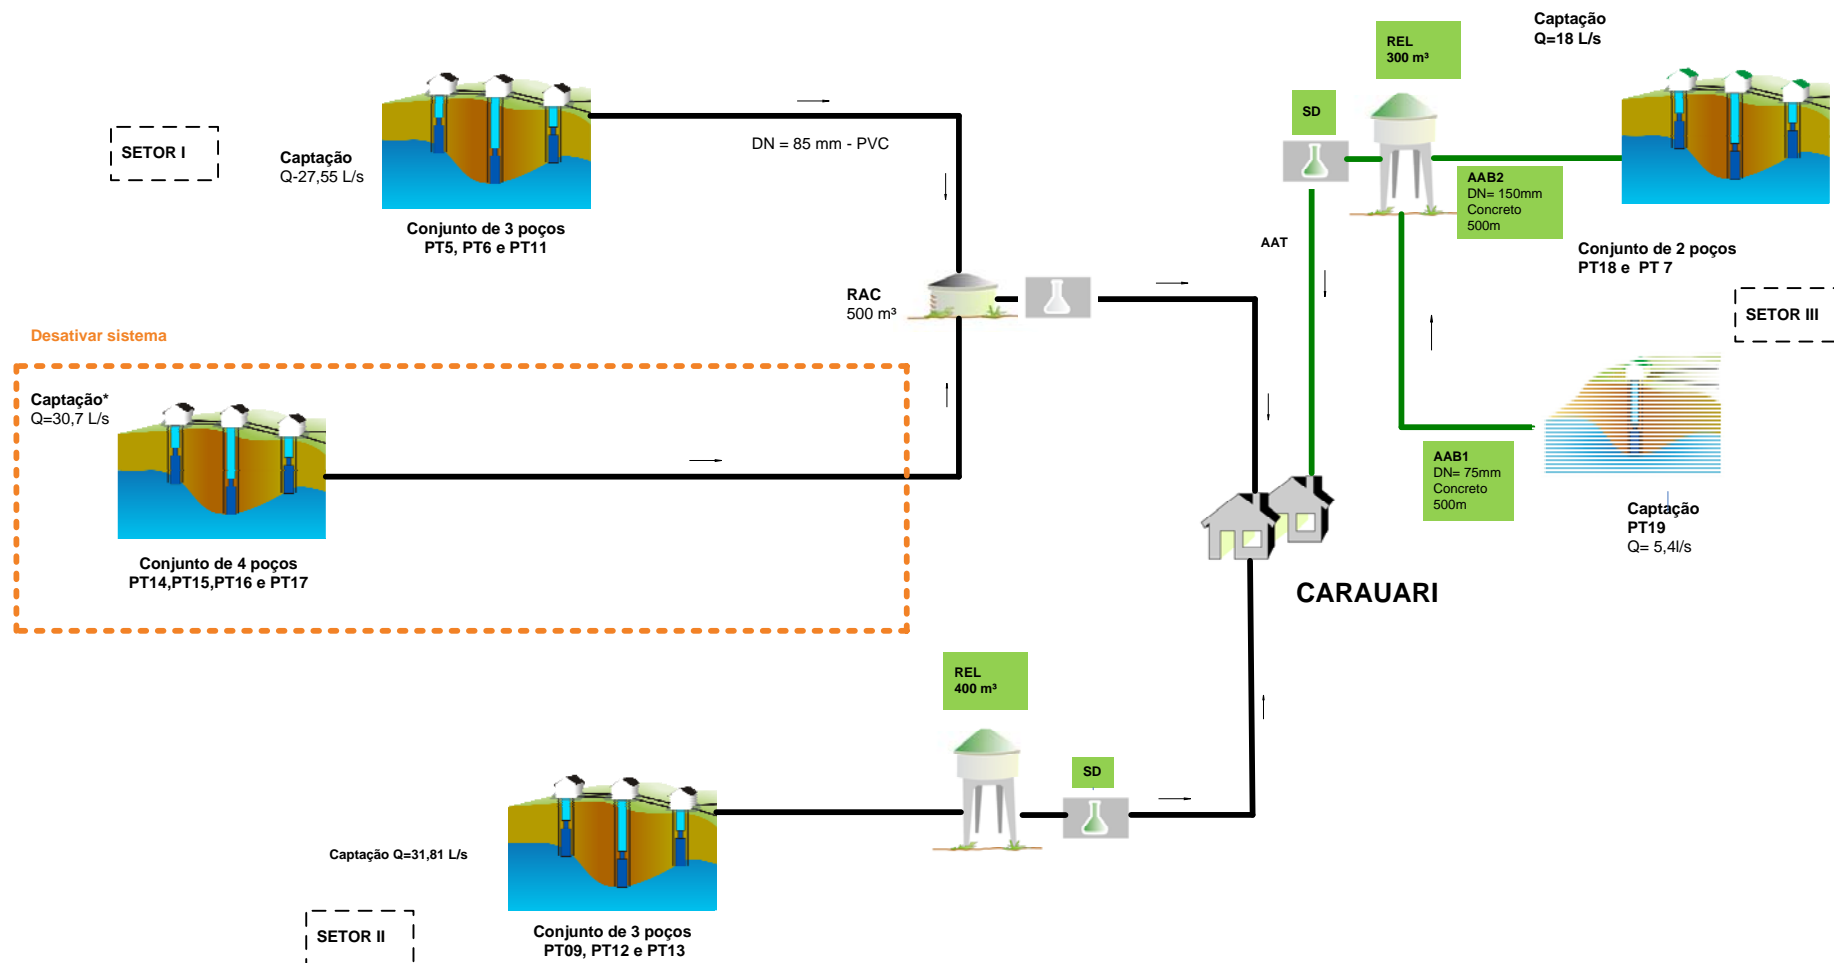 SETOR I
Captação
Q-27,55 L/s
Conjunto de 3 poços
PT5, PT6 e PT11
DN = 85 mm - PVC
RAC
500 m³
Desativar sistema
Captação*
Q=30,7 L/s
Conjunto de 4 poços
PT14,PT15,PT16 e PT17
Captação
Q=18 L/s
REL
300 m³
SD
AAB2
DN= 150mm
Concreto
500m
AAT
Conjunto de 2 poços
PT18 e PT 7
SETOR III
AAB1
DN= 75mm
Concreto
500m
Captação
PT19
Q= 5,4l/s
CARAUARI
REL
400 m³
SD
Captação Q=31,81 L/s
SETOR II
Conjunto de 3 poços
PT09, PT12 e PT13